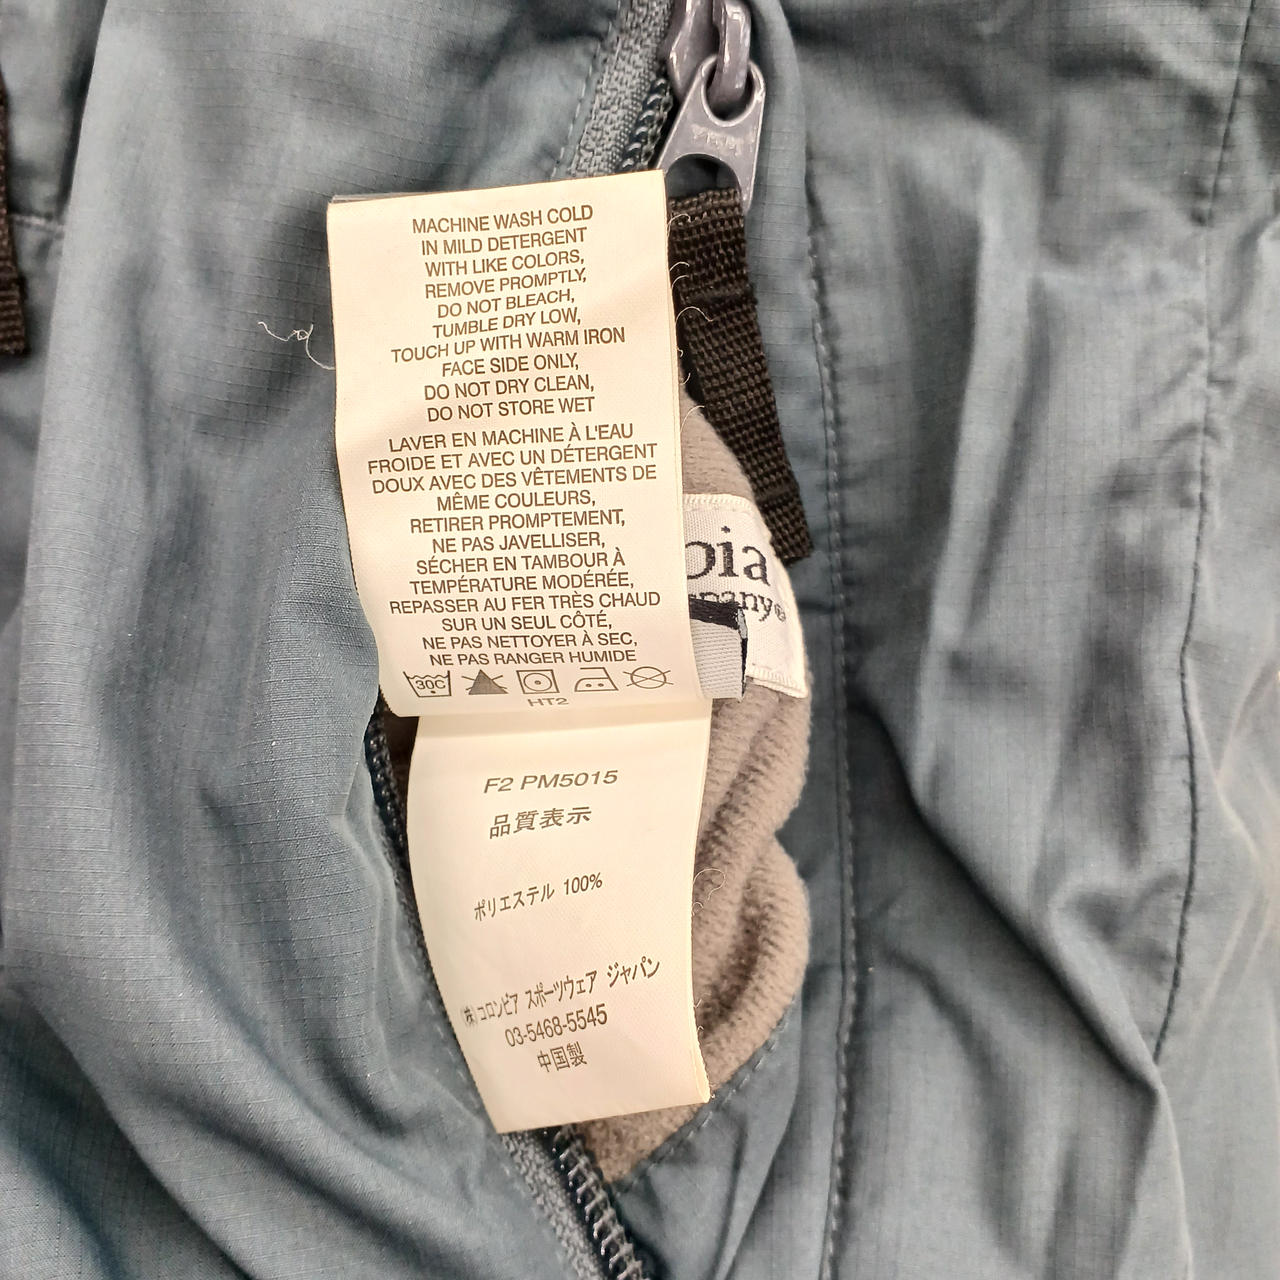 MACHINE WASH COLD
IN MILD DETERGENT
WITH LIKE COLORS,
REMOVE PROMPTLY,
DO NOT BLEACH,
TUMBLE DRY LOW,
TOUCH UP WITH WARM IRON
FACE SIDE ONLY,
DO NOT DRY CLEAN,
DO NOT STORE WET
LAVER EN MACHINE À L'EAU
FROIDE ET AVEC UN DÉTERGENT
DOUX AVEC DES VÊTEMENTS DE
MÊME COULEURS,
RETIRER PROMPTEMENT,
NE PAS JAVELLISER,
SÉCHER EN TAMBOUR À
TEMPÉRATURE MODÉRÉE,
REPASSER AU FER TRÈS CHAUD
SUR UN SEUL CÔTÉ,
NE PAS NETTOYER À SEC,
NE PAS RANGER HUMIDE
30C
HT2
bia
pany®
F2 PM5015
品質表示
ポリエステル 100%
(株)コロンビア スポーツウェア ジャパン
03-5468-5545
中国製